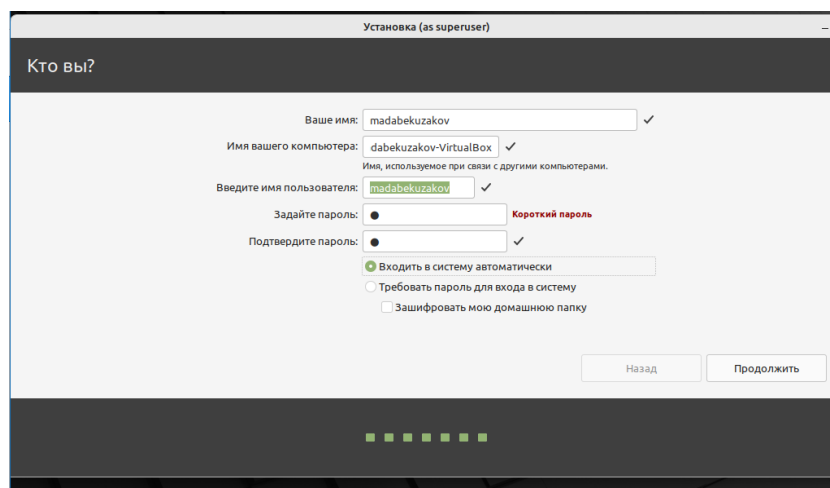 Установка (as superuser)
Кто вы?
Ваше имя: madabekuzakov
Имя вашего компьютера: dabekuzakov-VirtualBox
Имя, используемое при связи с другими компьютерами.
Введите имя пользователя: madabekuzakov
Задайте пароль: ● Короткий пароль
Подтвердите пароль: ●
Входить в систему автоматически
Требовать пароль для входа в систему
Зашифровать мою домашнюю папку
Назад Продолжить